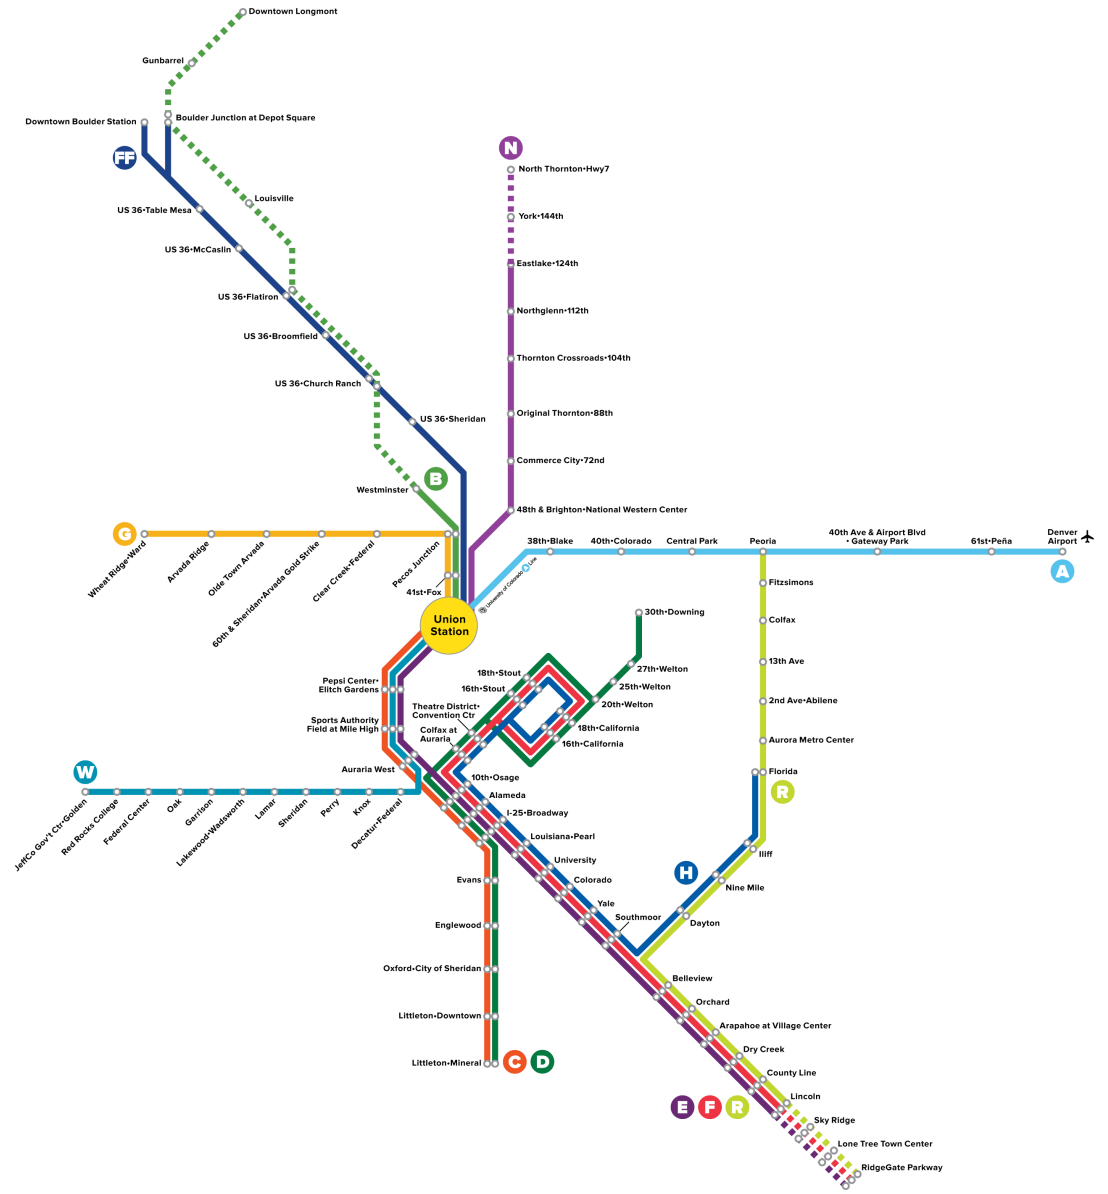 Downtown Longmont
Gunbarrel
Boulder Junction at Depot Square
Downtown Boulder Station
FF
N
North Thornton•Hwy7
Louisville
US 36•Table Mesa
York•144th
US 36•McCaslin
Eastlake•124th
US 36•Flatiron
Northglenn•112th
US 36•Broomfield
Thornton Crossroads•104th
US 36•Church Ranch
US 36•Sheridan
Original Thornton•88th
Commerce City•72nd
B
Westminster
48th & Brighton•National Western Center
G
Wheat Ridge•Ward
Arvada Ridge
Olde Town Arvada
60th & Sheridan•Arvada Gold Strike
Clear Creek•Federal
Pecos Junction
41st•Fox
38th•Blake
40th•Colorado
Central Park
Peoria
40th Ave & Airport Blvd
• Gateway Park
61st•Peña
Denver
Airport
A
University of Colorado A Line
Fitzsimons
Union
Station
30th•Downing
Colfax
13th Ave
27th•Welton
25th•Welton
20th•Welton
18th•Stout
16th•Stout
Pepsi Center•
Elitch Gardens
2nd Ave•Abilene
Theatre District•
Convention Ctr
Sports Authority
Field at Mile High
Colfax at
Auraria
18th•California
16th•California
Aurora Metro Center
Auraria West
W
10th•Osage
Florida
R
Alameda
I-25•Broadway
JeffCo Gov't Ctr•Golden
Red Rocks College
Federal Center
Oak
Garrison
Lakewood•Wadsworth
Lamar
Sheridan
Perry
Knox
Decatur•Federal
Louisiana•Pearl
University
Iliff
H
Evans
Colorado
Nine Mile
Yale
Southmoor
Dayton
Englewood
Oxford•City of Sheridan
Belleview
Orchard
Littleton•Downtown
Arapahoe at Village Center
Dry Creek
Littleton•Mineral
C
D
County Line
E
F
R
Lincoln
Sky Ridge
Lone Tree Town Center
RidgeGate Parkway